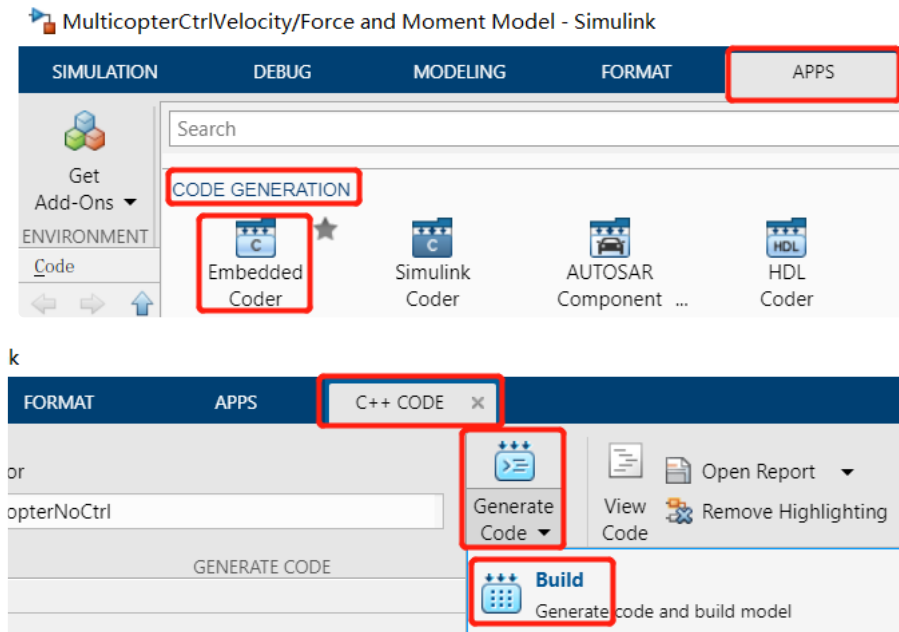 MulticopterCtrlVelocity/Force and Moment Model - Simulink
SIMULATION DEBUG MODELING FORMAT APPS
Search
Get
Add-Ons
CODE GENERATION
ENVIRONMENT
Code
C
Embedded
Coder
C
Simulink
Coder
AUTOSAR
Component ...
HDL
HDL
Coder
k
FORMAT APPS C++ CODE
or
opterNoCtrl
Generate
Code
View
Code
Open Report
Remove Highlighting
GENERATE CODE
Build
Generate code and build model